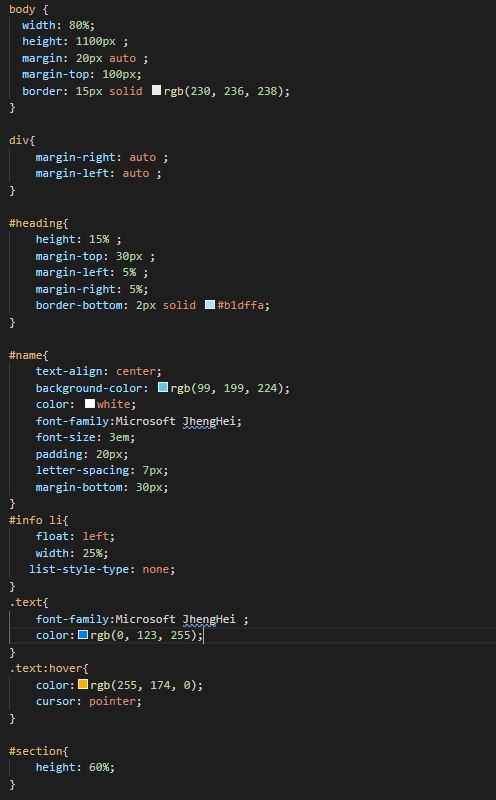 body {
  width: 80%;
  height: 1100px ;
  margin: 20px auto ;
  margin-top: 100px;
  border: 15px solid rgb(230, 236, 238);
}

div{
    margin-right: auto ;
    margin-left: auto ;
}

#heading{
    height: 15% ;
    margin-top: 30px ;
    margin-left: 5% ;
    margin-right: 5%;
    border-bottom: 2px solid #b1dffa;
}

#name{
    text-align: center;
    background-color: rgb(99, 199, 224);
    color: white;
    font-family:Microsoft JhengHei;
    font-size: 3em;
    padding: 20px;
    letter-spacing: 7px;
    margin-bottom: 30px;
}
#info li{
    float: left;
    width: 25%;
   list-style-type: none;
}
.text{
    font-family:Microsoft JhengHei ;
    color:rgb(0, 123, 255);
}
.text:hover{
    color:rgb(255, 174, 0);
    cursor: pointer;
}

#section{
    height: 60%;
}